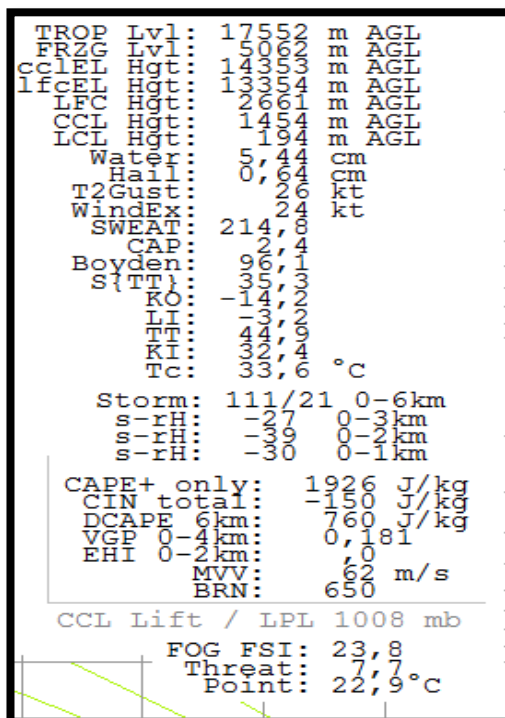 TROP Lvl: 17552 m AGL
FRZG Lvl: 5062 m AGL
cclEL Hgt: 14353 m AGL
lfcEL Hgt: 13354 m AGL
LFC Hgt: 2661 m AGL
CCL Hgt: 1454 m AGL
LCL Hgt: 194 m AGL
Water: 5,44 cm
Hail: 0,64 cm
T2Gust: 26 kt
WindEx: 24 kt
SWEAT: 214,8
CAP: 2,4
Boyden: 96,1
S{TT}: 35,3
KO: -14,2
LI: -3,2
TT: 44,9
KI: 32,4
Tc: 33,6 °C
Storm: 111/21 0-6km
s-rH: -27 0-3km
s-rH: -39 0-2km
s-rH: -30 0-1km
CAPE+ only: 1926 J/kg
CIN total: -150 J/kg
DCAPE 6km: 760 J/kg
VGP 0-4km: 0,181
EHI 0-2km: ,0
MVV: 62 m/s
BRN: 650
CCL Lift / LPL 1008 mb
FOG FSI: 23,8
Threat: 7,7
Point: 22,9°C